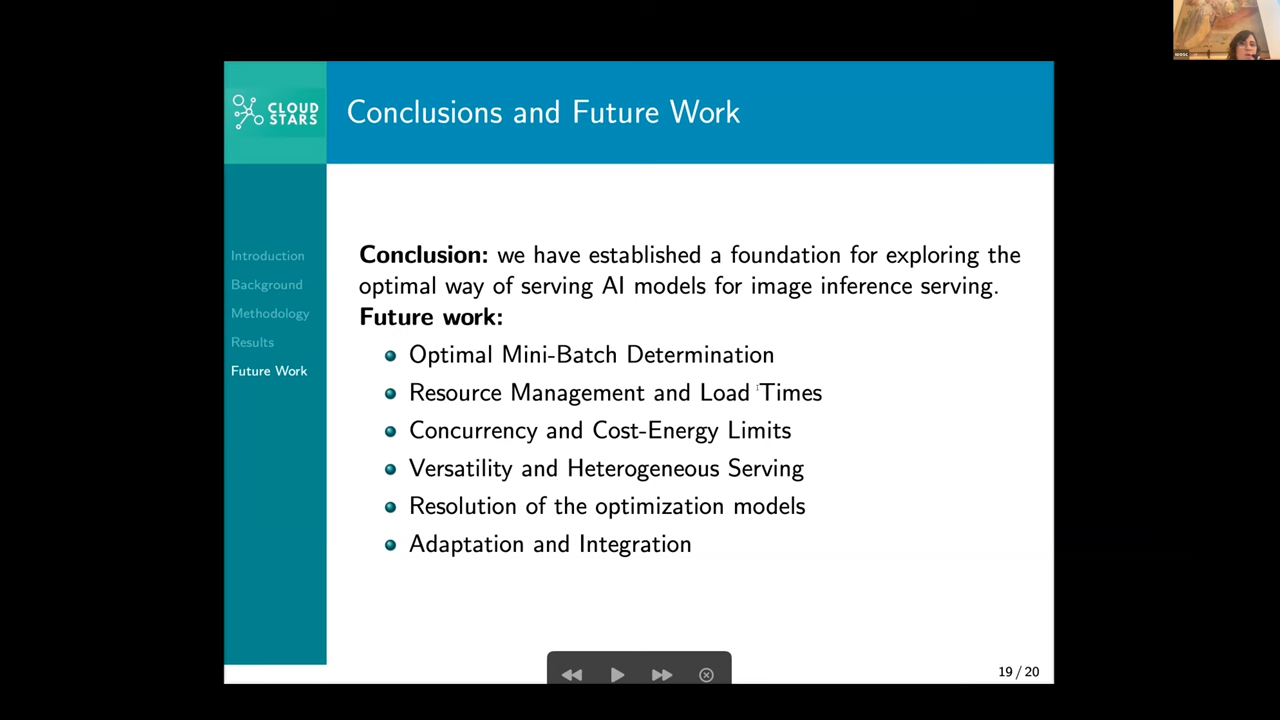 CLOUD
STARS
Conclusions and Future Work
Introduction
Background
Methodology
Results
Future Work
Conclusion: we have established a foundation for exploring the
optimal way of serving AI models for image inference serving.
Future work:
Optimal Mini-Batch Determination
Resource Management and Load Times
Concurrency and Cost-Energy Limits
Versatility and Heterogeneous Serving
Resolution of the optimization models
Adaptation and Integration
19 / 20